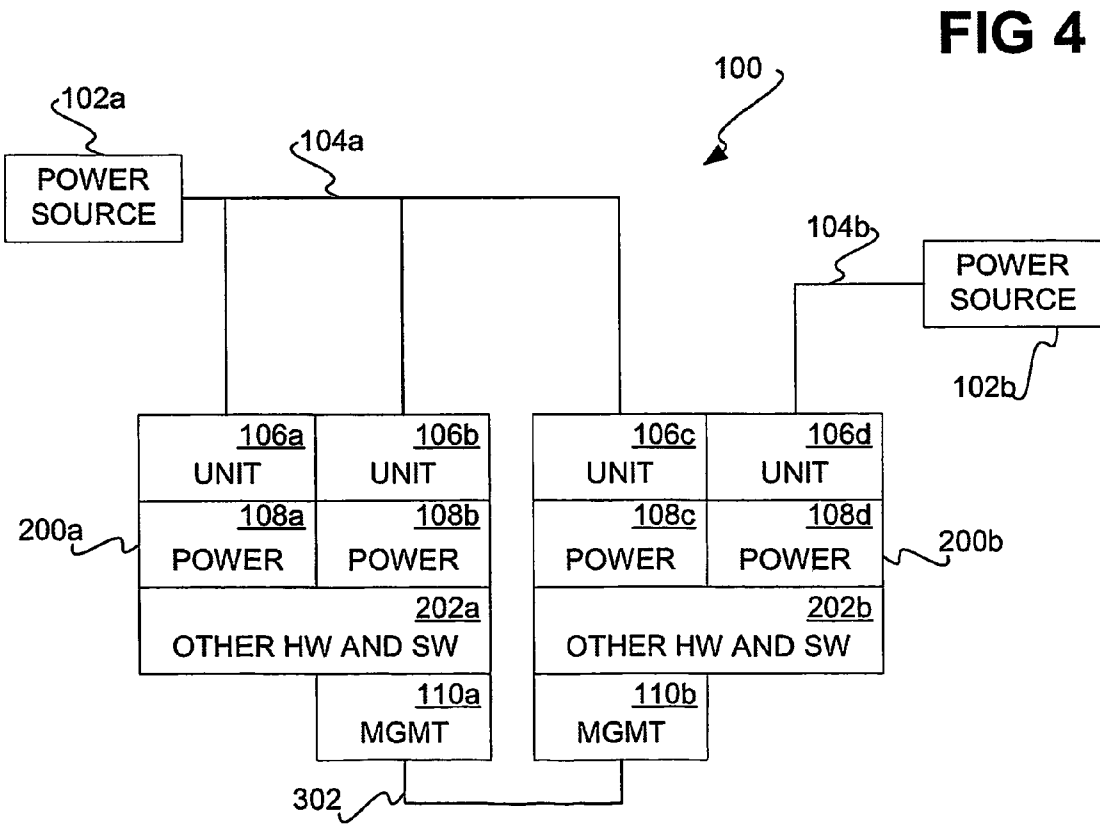 FIG 4
100
102a
104a
POWER
SOURCE
104b
POWER
SOURCE
102b
106a
UNIT
106b
UNIT
106c
UNIT
106d
UNIT
200a
108a
POWER
108b
POWER
108c
POWER
108d
POWER
200b
202a
OTHER HW AND SW
202b
OTHER HW AND SW
110a
MGMT
110b
MGMT
302